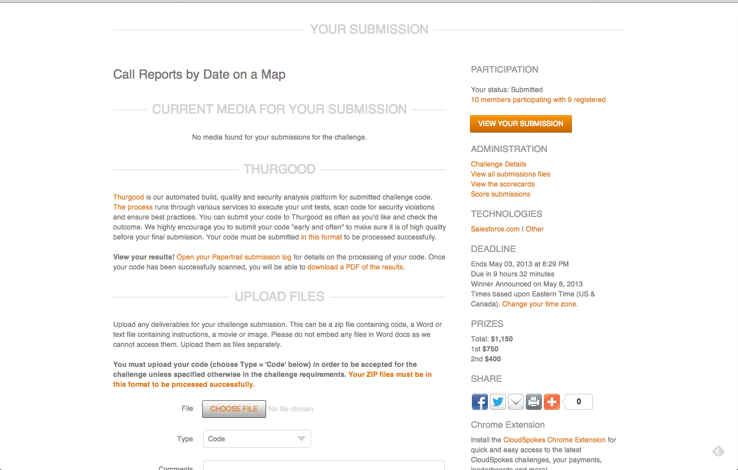 YOUR SUBMISSION
Call Reports by Date on a Map
CURRENT MEDIA FOR YOUR SUBMISSION
No media found for your submissions for the challenge.
THURGOOD
Thurgood is our automated build, quality and security analysis platform for submitted challenge code.
The process runs through various services to execute your unit tests, scan code for security violations
and ensure best practices. You can submit your code to Thurgood as often as you'd like and check the
outcome. We highly encourage you to submit your code "early and often" to make sure it is of high quality
before your final submission. Your code must be submitted in this format to be processed successfully.
View your results! Open your Papertrail submission log for details on the processing of your code. Once
your code has been successfully scanned, you will be able to download a PDF of the results.
UPLOAD FILES
Upload any deliverables for your challenge submission. This can be a zip file containing code, a Word or
text file containing instructions, a movie or image. Please do not embed any files in Word docs as we
cannot access them. Upload them as files separately.
You must upload your code (choose Type = 'Code' below) in order to be accepted for the
challenge unless specified otherwise in the challenge requirements. Your ZIP files must be in
this format to be processed successfully.
File CHOOSE FILE No file chosen
Type Code
Comments
PARTICIPATION
Your status: Submitted
10 members participating with 9 registered
VIEW YOUR SUBMISSION
ADMINISTRATION
Challenge Details
View all submissions files
View the scorecards
Score submissions
TECHNOLOGIES
Salesforce.com | Other
DEADLINE
Ends May 03, 2013 at 8:29 PM
Due in 9 hours 32 minutes
Winner Announced on May 8, 2013
Times based upon Eastern Time (US &
Canada). Change your time zone.
PRIZES
Total: $1,150
1st $750
2nd $400
SHARE
0
Chrome Extension
Install the CloudSpokes Chrome Extension for
quick and easy access to the latest
CloudSpokes challenges, your payments,
leaderboards and more!